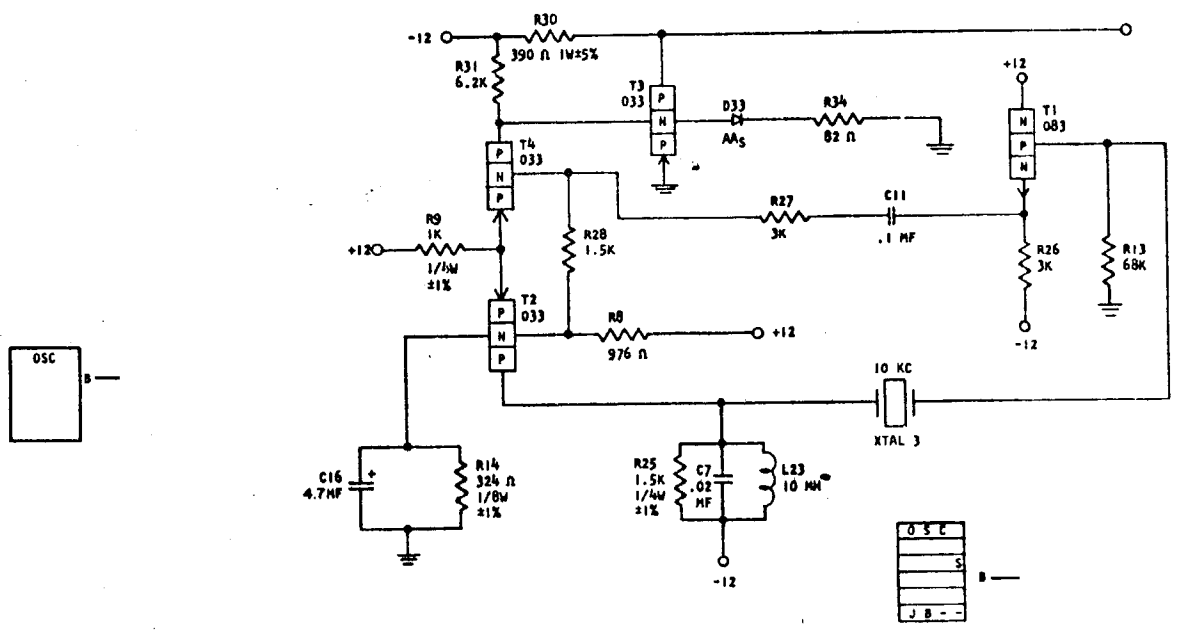 -12
R30
390 Ω 1W±5%
R31
6.2K
T3
033
P
N
P
D33
AAS
R34
82 Ω
+12
N
P
N
T1
083
T4
033
P
N
P
R9
1K
+12
1/4W
±1%
R28
1.5K
R27
3K
C11
.1 MF
R26
3K
-12
R13
68K
T2
033
P
N
P
R8
976 Ω
+12
OSC
B
10 KC
XTAL 3
C16
4.7MF
+
R14
324 Ω
1/8W
±1%
R25
1.5K
1/4W
±1%
C7
.02
MF
L23
10 MH
-12
O S C
S
J B - -
B